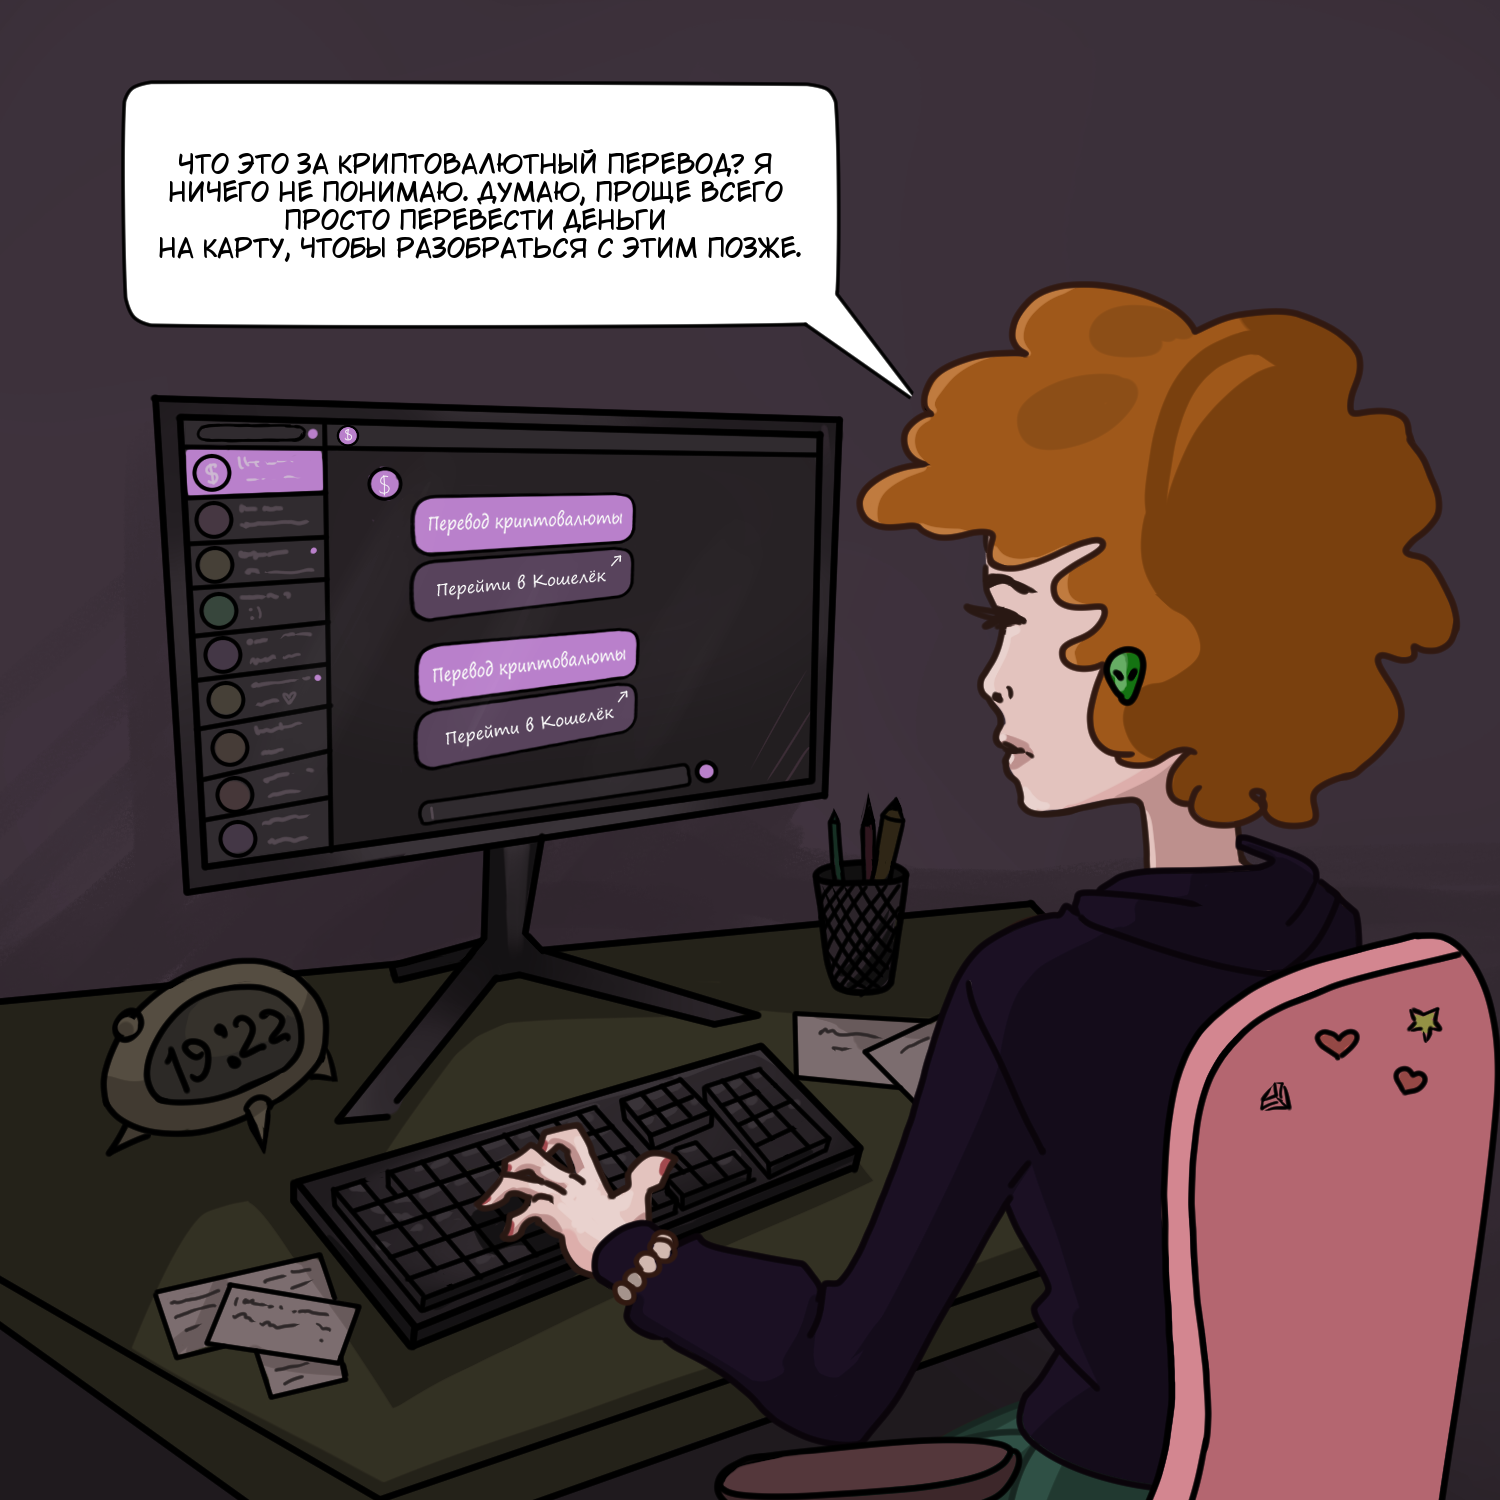 ЧТО ЭТО ЗА КРИПТОВАЛЮТНЫЙ ПЕРЕВОД? Я
НИЧЕГО НЕ ПОНИМАЮ. ДУМАЮ, ПРОЩЕ ВСЕГО
ПРОСТО ПЕРЕВЕСТИ ДЕНЬГИ
НА КАРТУ, ЧТОБЫ РАЗОБРАТЬСЯ С ЭТИМ ПОЗЖЕ.
$
$
$
Перевод криптовалюты
Перейти в Кошелёк
:)
Перевод криптовалюты
Перейти в Кошелёк
19:22